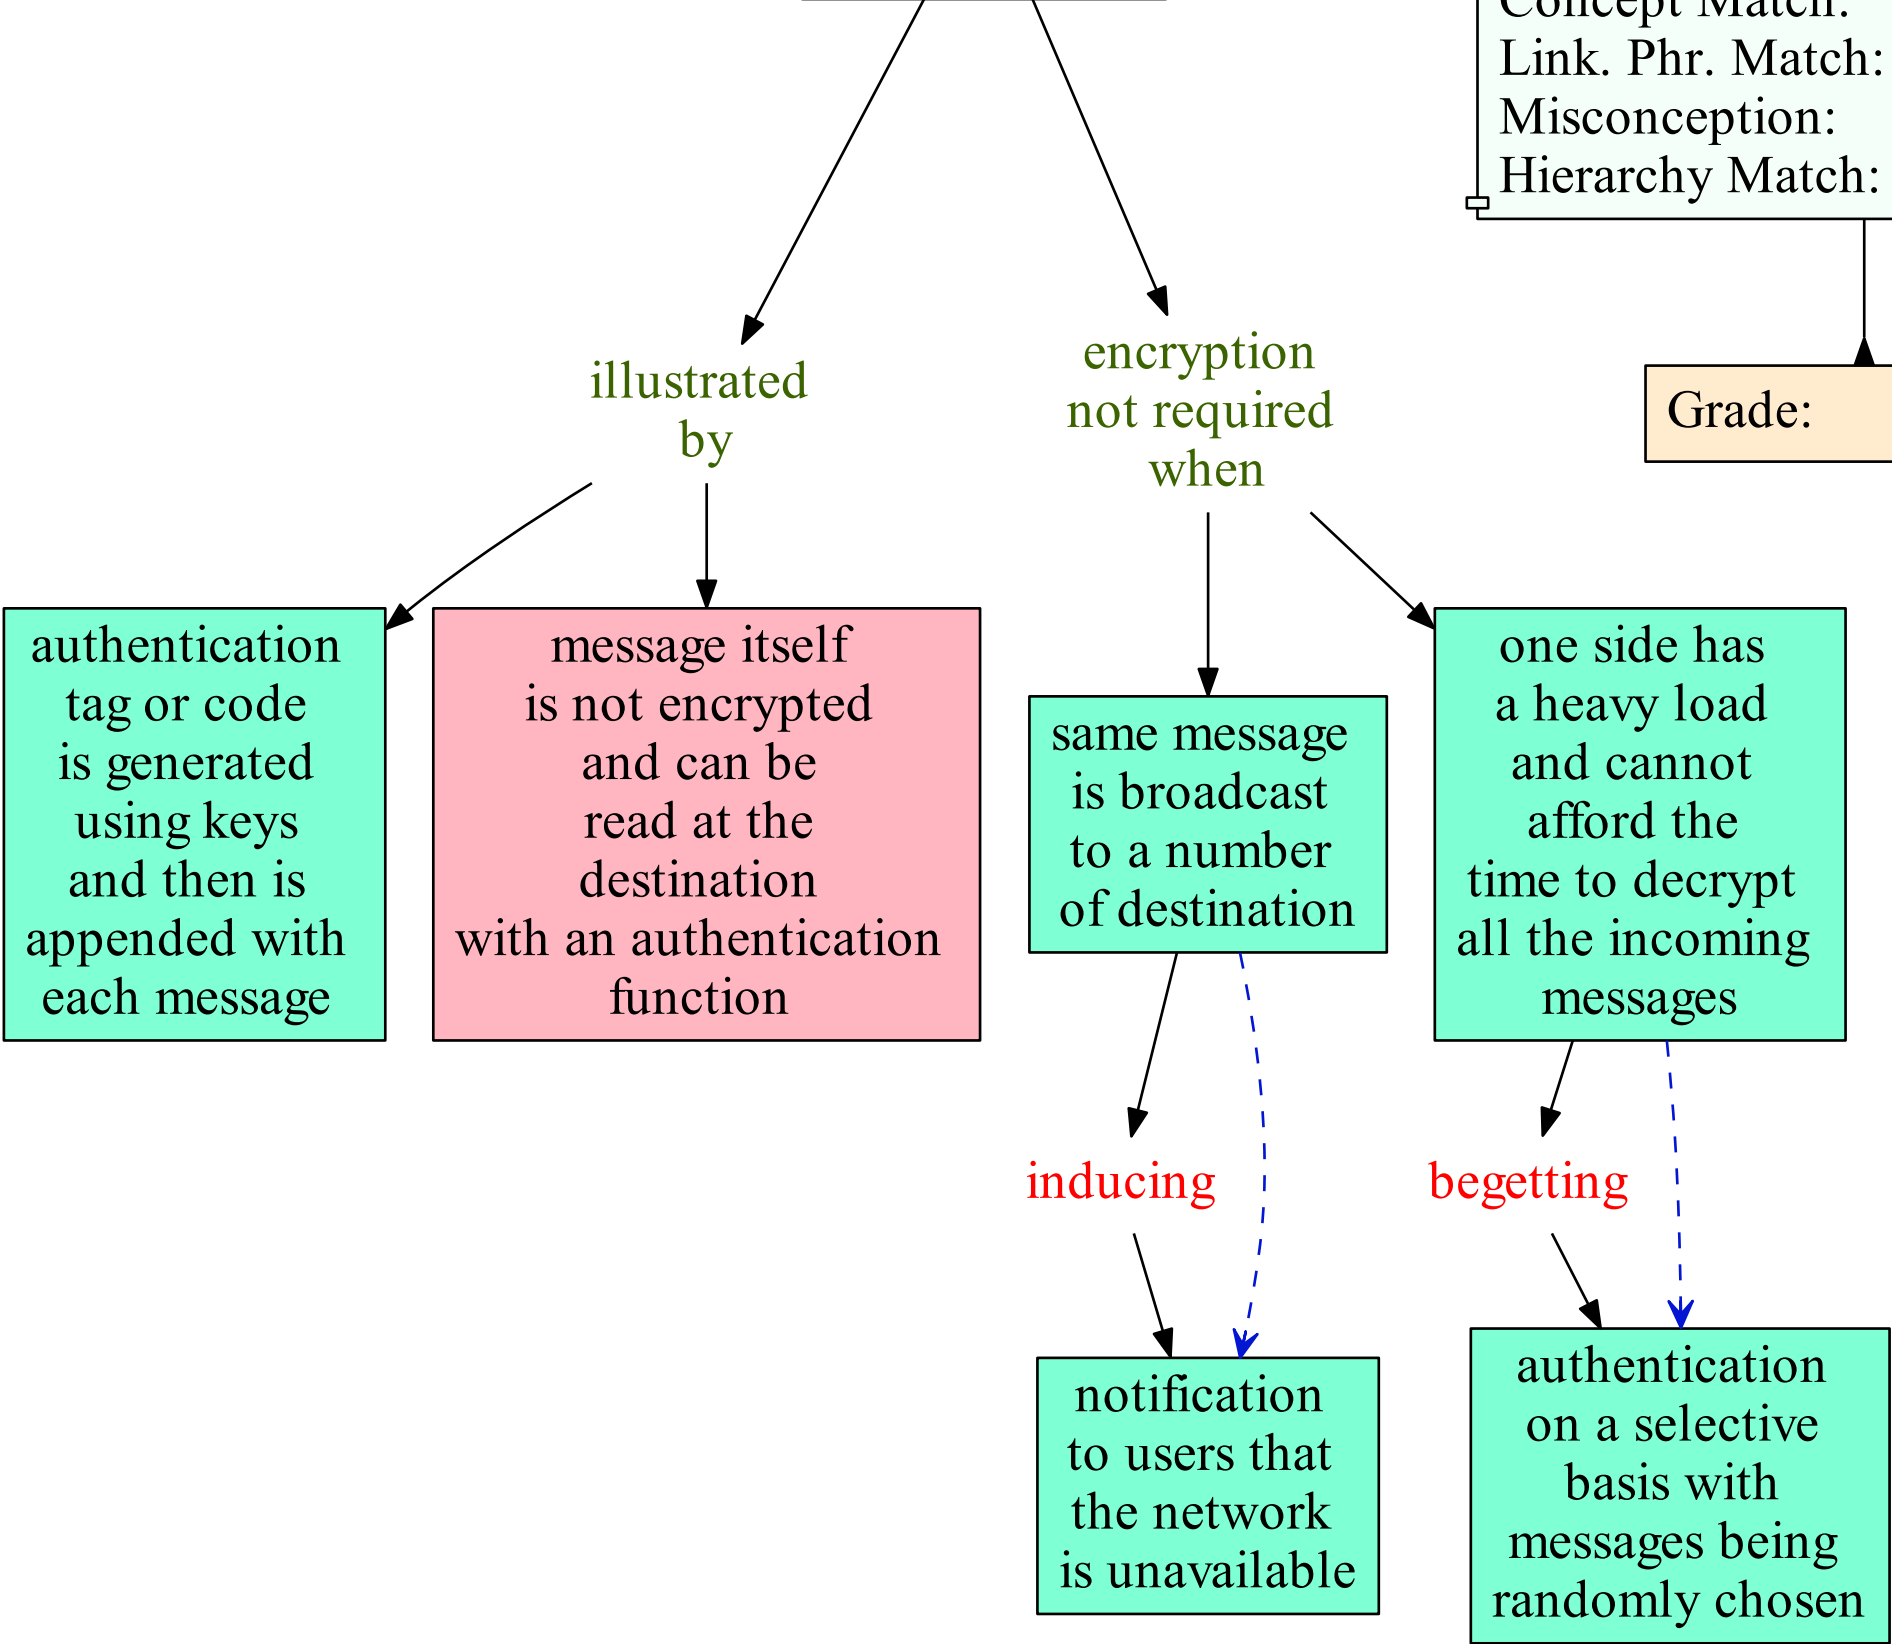 Concept Match:
Link. Phr. Match:
Misconception:
Hierarchy Match:
Grade:
illustrated
by
encryption
not required
when
authentication
tag or code
is generated
using keys
and then is
appended with
each message
message itself
is not encrypted
and can be
read at the
destination
with an authentication
function
same message
is broadcast
to a number
of destination
one side has
a heavy load
and cannot
afford the
time to decrypt
all the incoming
messages
inducing
begetting
notification
to users that
the network
is unavailable
authentication
on a selective
basis with
messages being
randomly chosen